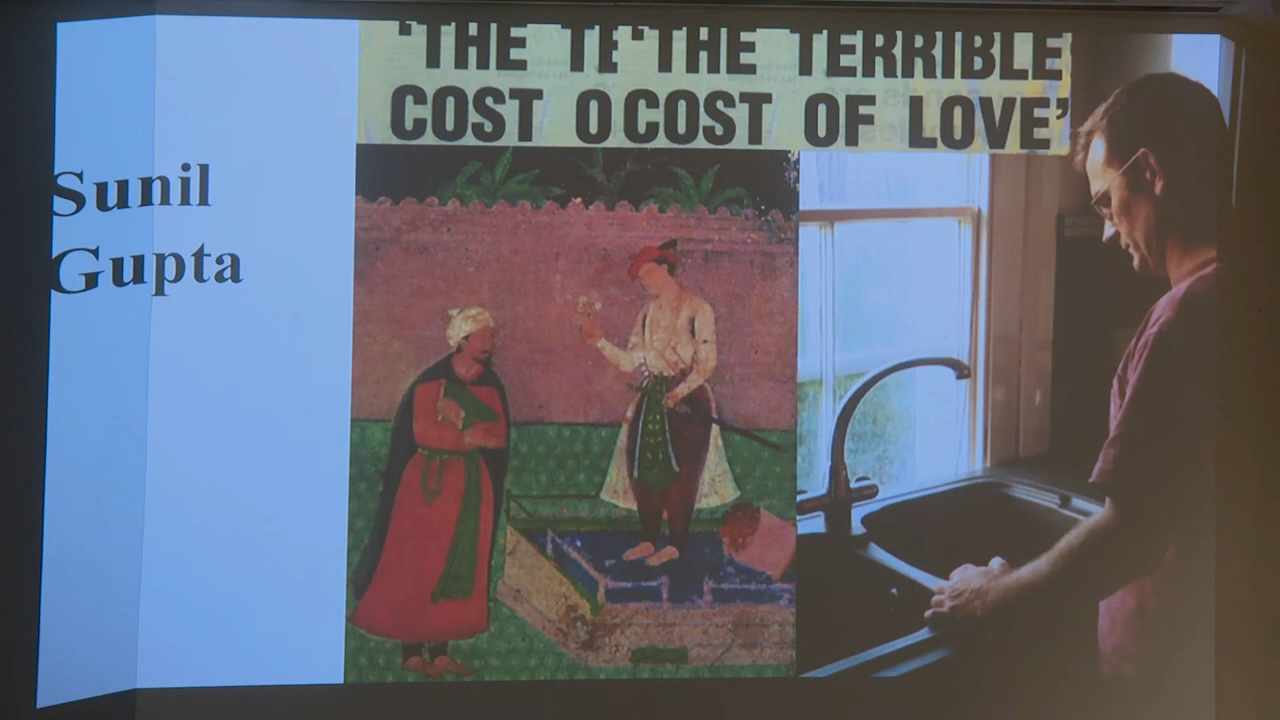 Sunil
Gupta
‘THE TE‘THE TERRIBLE
COST OCOST OF LOVE’